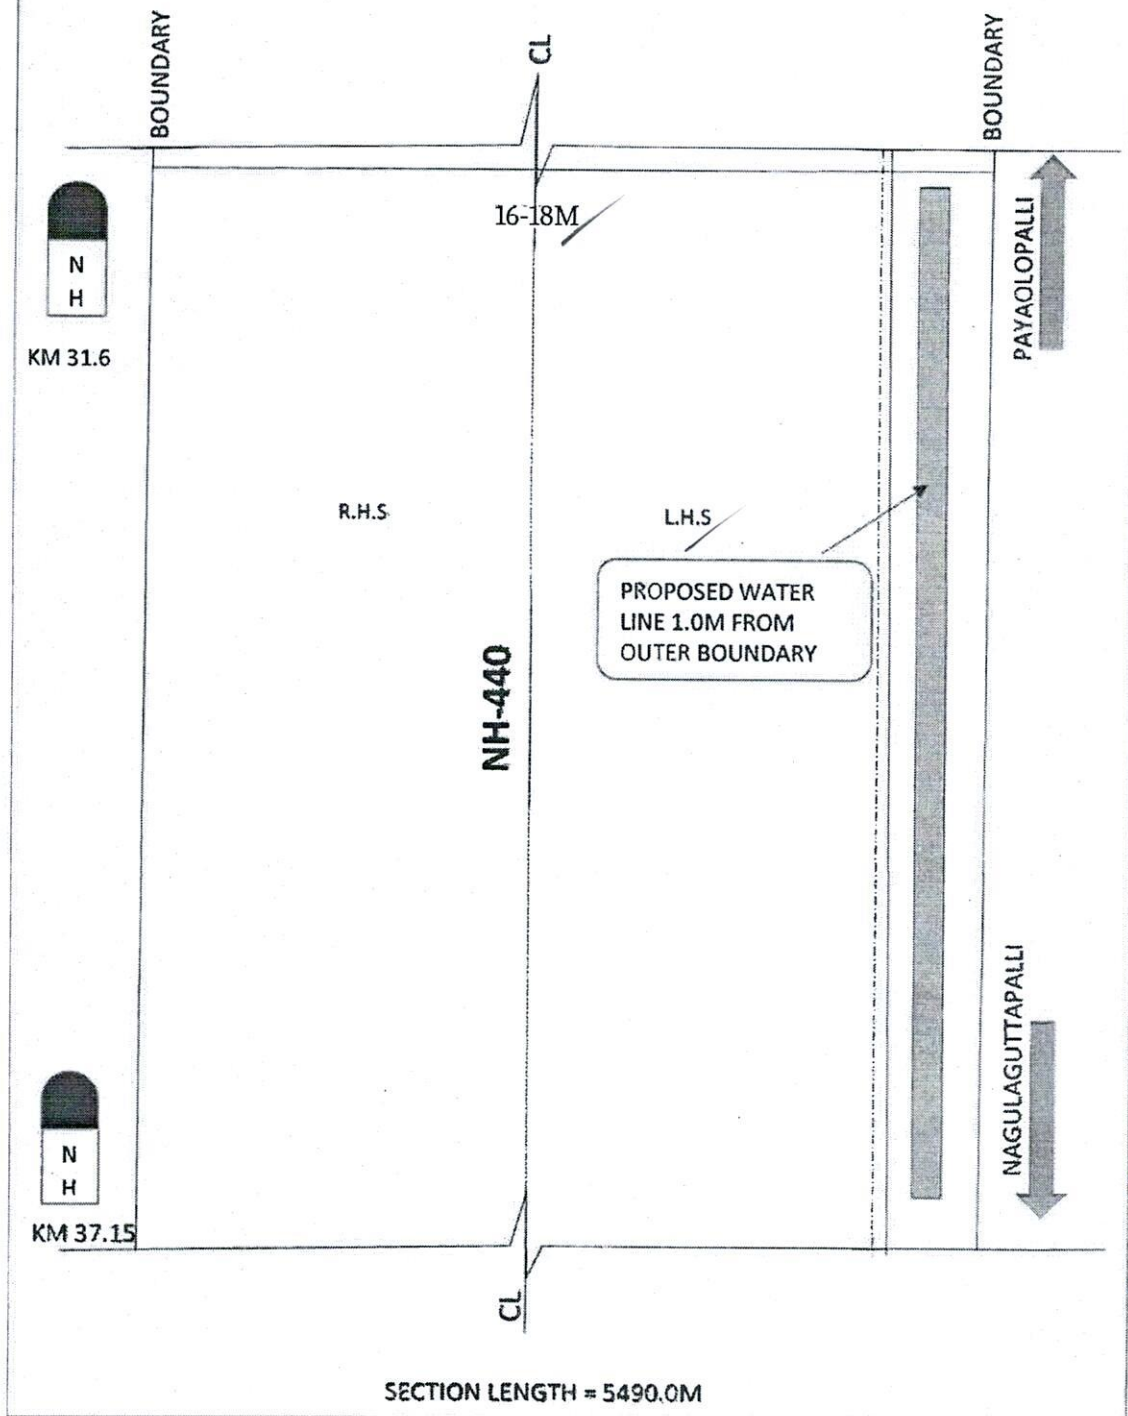 BOUNDARY
CL
BOUNDARY
16-18M
N
H
KM 31.6
PAYAOLOPALLI
R.H.S
L.H.S
PROPOSED WATER
LINE 1.0M FROM
OUTER BOUNDARY
NH-440
NAGULAGUTTAPALLI
N
H
KM 37.15
CL
SECTION LENGTH = 5490.0M